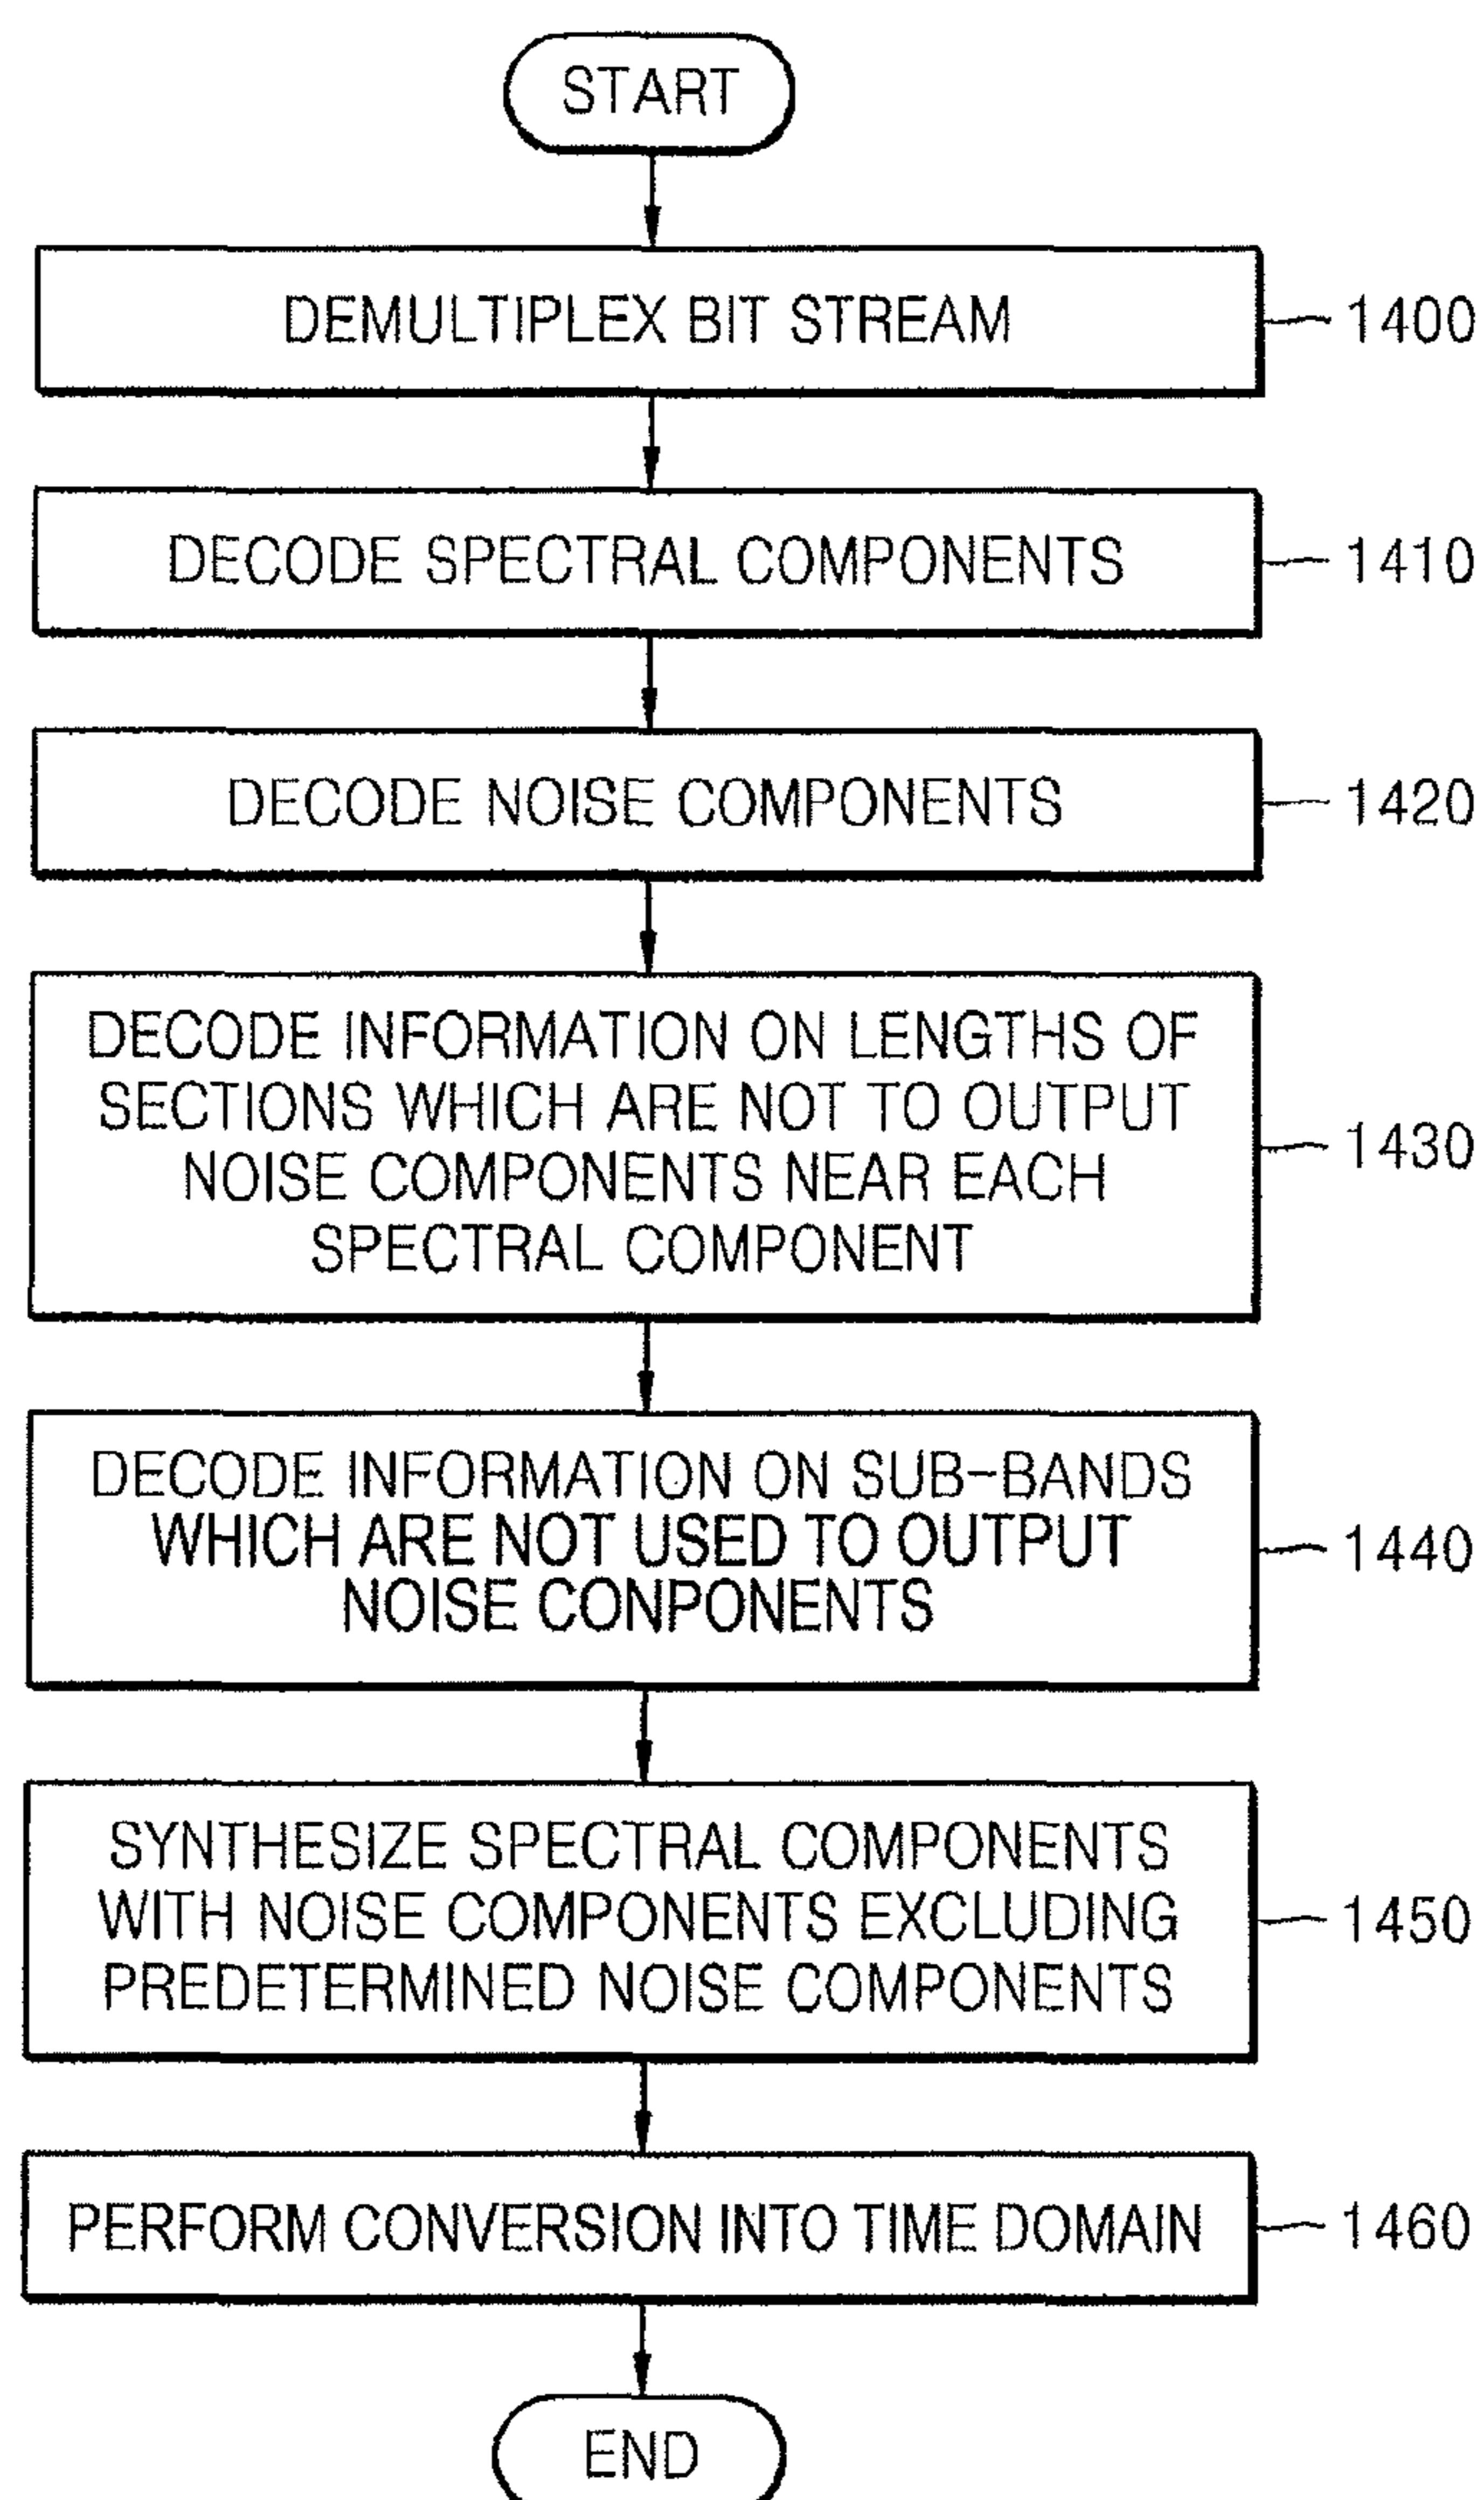 START
DEMULTIPLEX BIT STREAM
1400
DECODE SPECTRAL COMPONENTS
1410
DECODE NOISE COMPONENTS
1420
DECODE INFORMATION ON LENGTHS OF
SECTIONS WHICH ARE NOT TO OUTPUT
NOISE COMPONENTS NEAR EACH
SPECTRAL COMPONENT
1430
DECODE INFORMATION ON SUB-BANDS
WHICH ARE NOT USED TO OUTPUT
NOISE CONPONENTS
1440
SYNTHESIZE SPECTRAL COMPONENTS
WITH NOISE COMPONENTS EXCLUDING
PREDETERMINED NOISE COMPONENTS
1450
PERFORM CONVERSION INTO TIME DOMAIN
1460
END